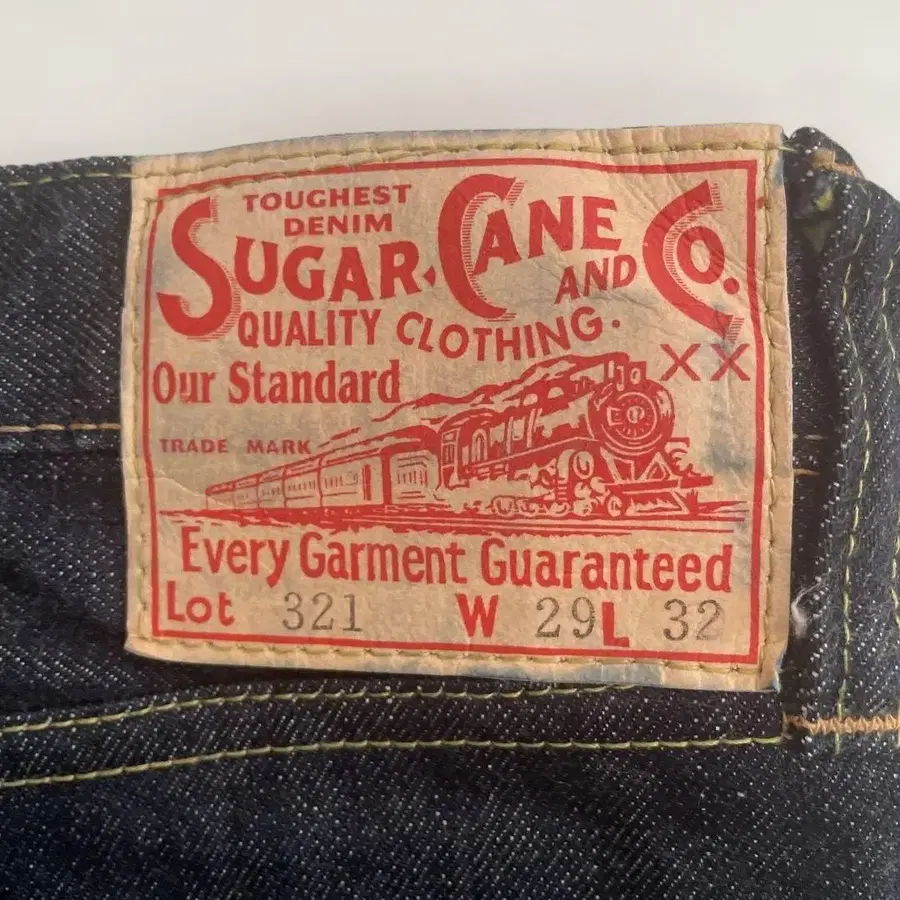 TOUGHEST
DENIM
SUGAR CANE CO.
AND
QUALITY CLOTHING.
XX
Our Standard
TRADE MARK
Every Garment Guaranteed
Lot 321 W 29 L 32